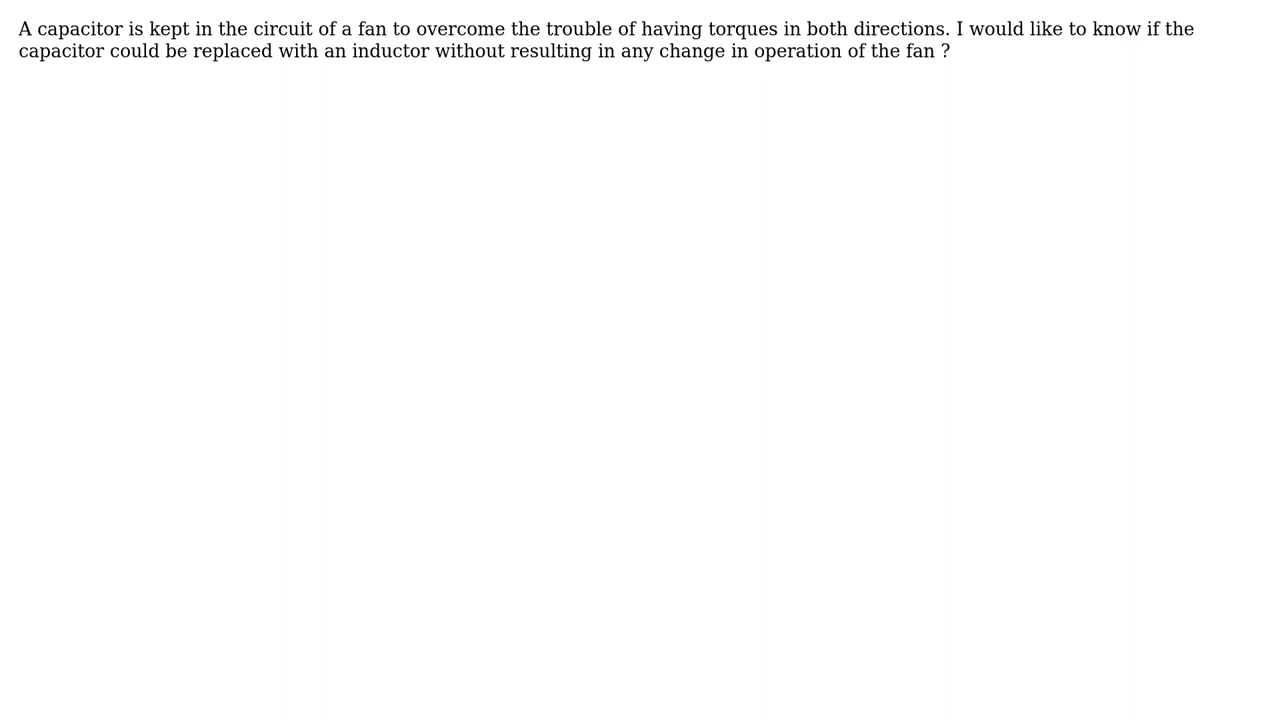 A capacitor is kept in the circuit of a fan to overcome the trouble of having torques in both directions. I would like to know if the
capacitor could be replaced with an inductor without resulting in any change in operation of the fan ?